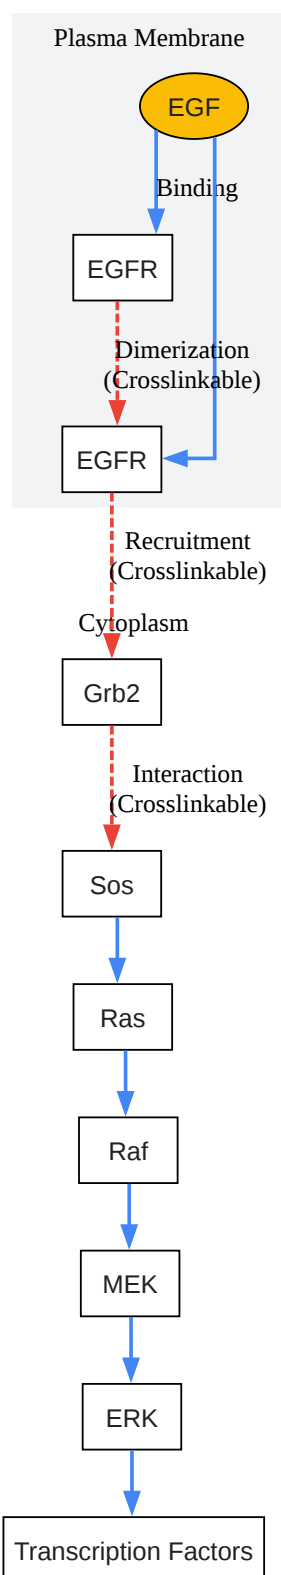 Plasma Membrane
EGF
Binding
EGFR
Dimerization
(Crosslinkable)
EGFR
Recruitment
(Crosslinkable)
Cytoplasm
Grb2
Interaction
(Crosslinkable)
Sos
Ras
Raf
MEK
ERK
Transcription Factors